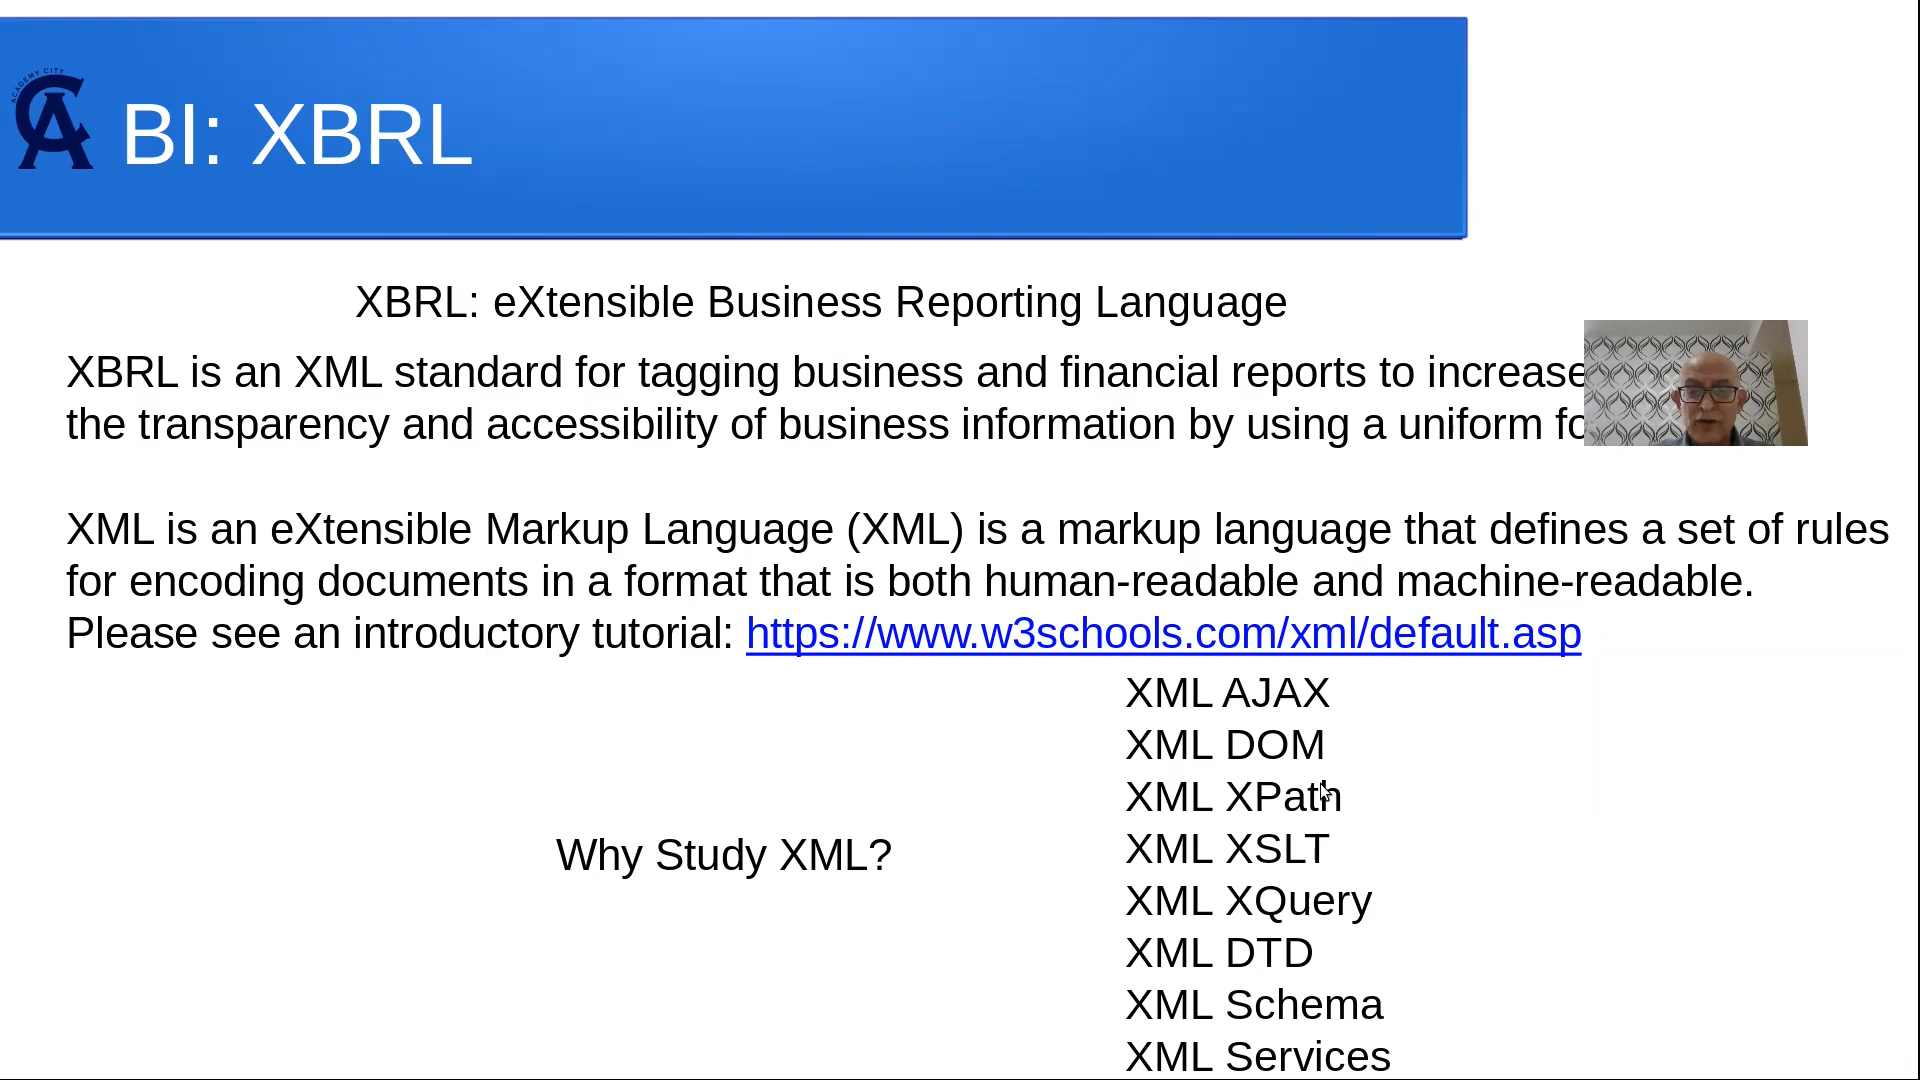 ACADEMY CITY
BI: XBRL
XBRL: eXtensible Business Reporting Language
XBRL is an XML standard for tagging business and financial reports to increase
the transparency and accessibility of business information by using a uniform
XML is an eXtensible Markup Language (XML) is a markup language that defines a set of rules
for encoding documents in a format that is both human-readable and machine-readable.
Please see an introductory tutorial: https://www.w3schools.com/xml/default.asp
Why Study XML?
XML AJAX
XML DOM
XML XPath
XML XSLT
XML XQuery
XML DTD
XML Schema
XML Services